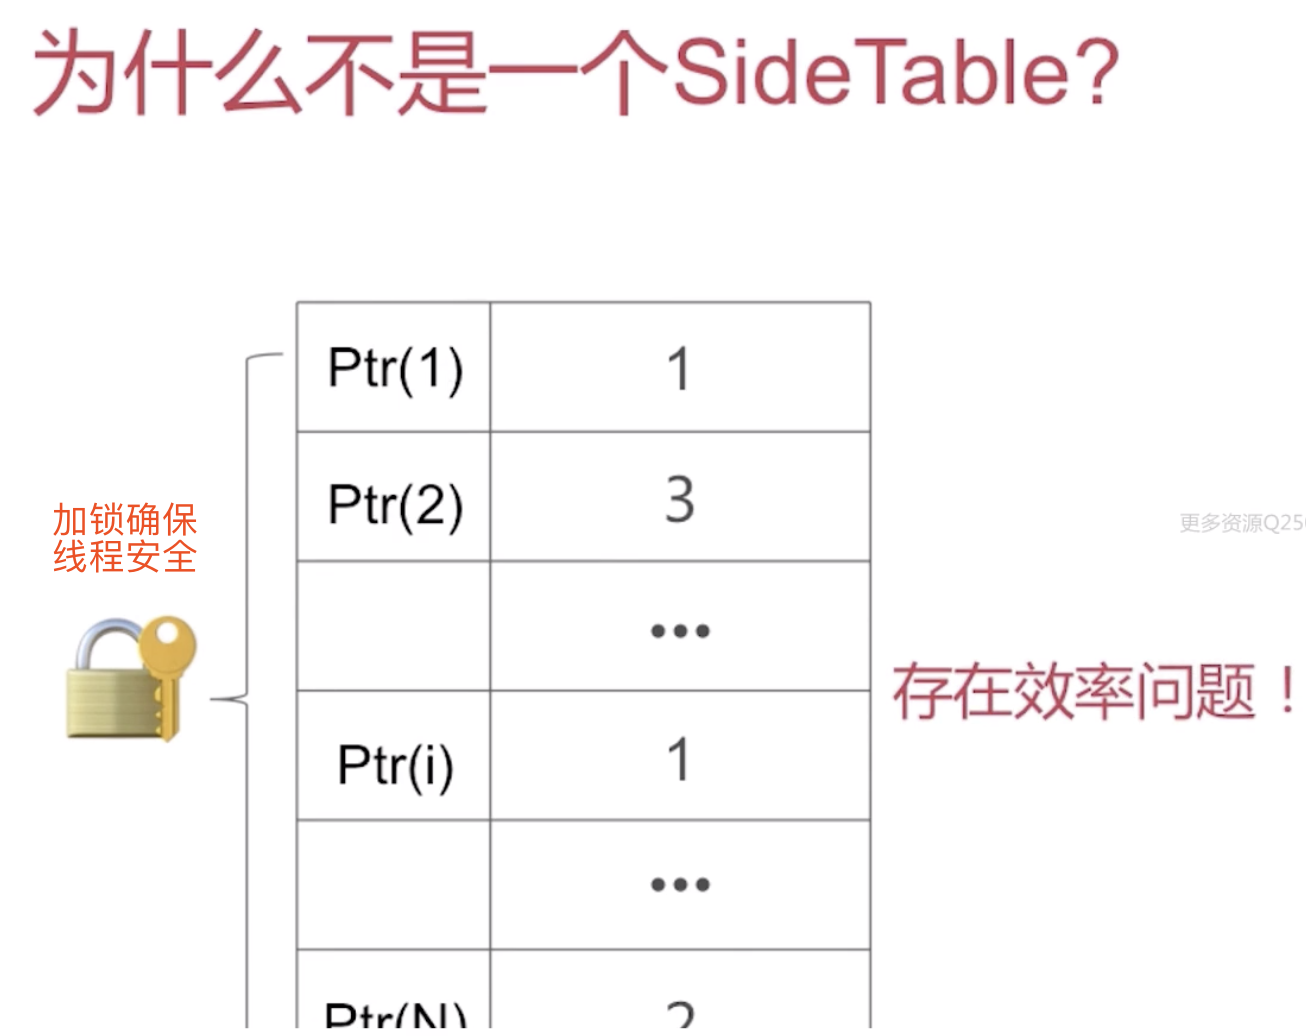 为什么不是一个SideTable?
Ptr(1) 1
加锁确保
线程安全
Ptr(2) 3
更多资源Q25
•••
存在效率问题！
Ptr(i) 1
•••
Ptr(N) 2